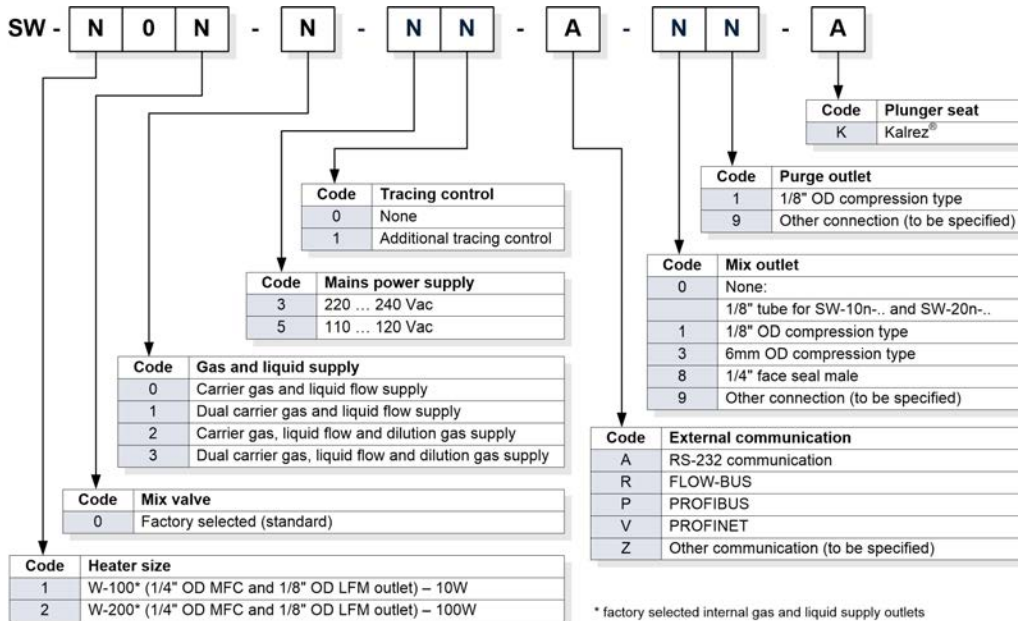 SW - N 0 N - N - N N - A - N N - A
Code Plunger seat
K Kalrez®
Code Purge outlet
1 1/8" OD compression type
9 Other connection (to be specified)
Code Tracing control
0 None
1 Additional tracing control
Code Mix outlet
0 None:
1/8" tube for SW-10n-.. and SW-20n-..
1 1/8" OD compression type
3 6mm OD compression type
8 1/4" face seal male
9 Other connection (to be specified)
Code Mains power supply
3 220 … 240 Vac
5 110 … 120 Vac
Code Gas and liquid supply
0 Carrier gas and liquid flow supply
1 Dual carrier gas and liquid flow supply
2 Carrier gas, liquid flow and dilution gas supply
3 Dual carrier gas, liquid flow and dilution gas supply
Code External communication
A RS-232 communication
R FLOW-BUS
P PROFIBUS
V PROFINET
Z Other communication (to be specified)
Code Mix valve
0 Factory selected (standard)
Code Heater size
1 W-100* (1/4" OD MFC and 1/8" OD LFM outlet) – 10W
2 W-200* (1/4" OD MFC and 1/8" OD LFM outlet) – 100W
* factory selected internal gas and liquid supply outlets